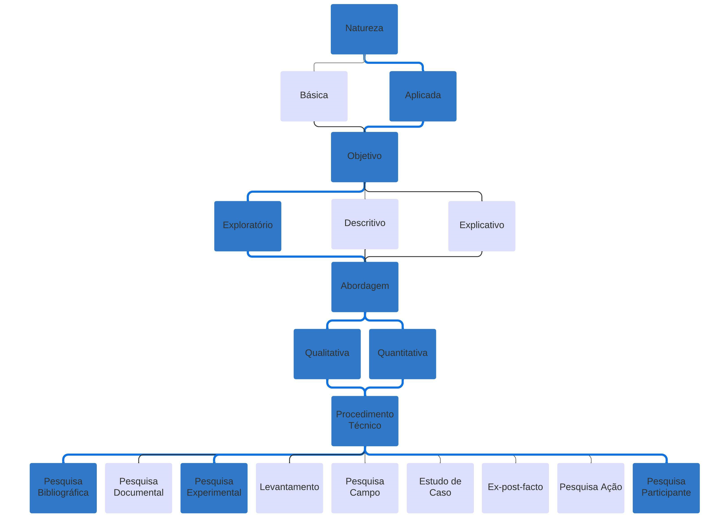 Natureza
Básica
Aplicada
Objetivo
Exploratório
Descritivo
Explicativo
Abordagem
Qualitativa
Quantitativa
Procedimento
Técnico
Pesquisa
Bibliográfica
Pesquisa
Documental
Pesquisa
Experimental
Levantamento
Pesquisa
Campo
Estudo de
Caso
Ex-post-facto
Pesquisa Ação
Pesquisa
Participante